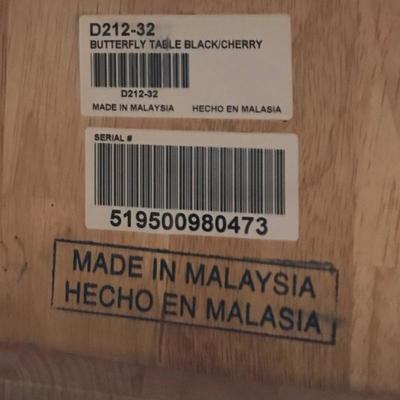 D212-32
BUTTERFLY TABLE BLACK/CHERRY
D212-32
MADE IN MALAYSIA HECHO EN MALASIA
SERIAL #
519500980473
MADE IN MALAYSIA
HECHO EN MALASIA